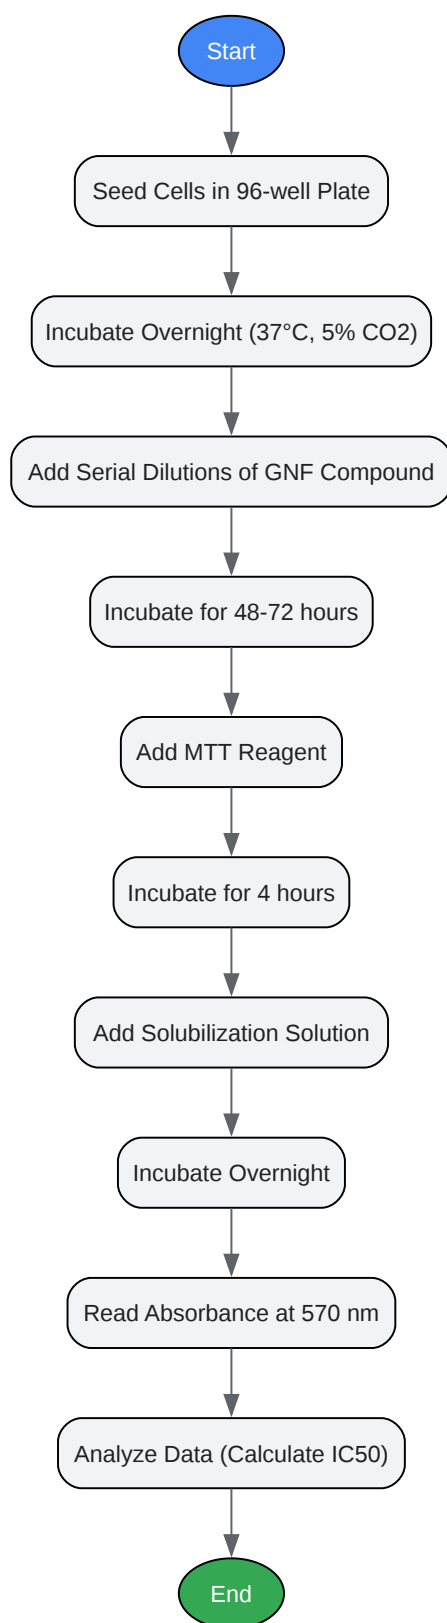 Start
Seed Cells in 96-well Plate
Incubate Overnight (37°C, 5% CO2)
Add Serial Dilutions of GNF Compound
Incubate for 48-72 hours
Add MTT Reagent
Incubate for 4 hours
Add Solubilization Solution
Incubate Overnight
Read Absorbance at 570 nm
Analyze Data (Calculate IC50)
End